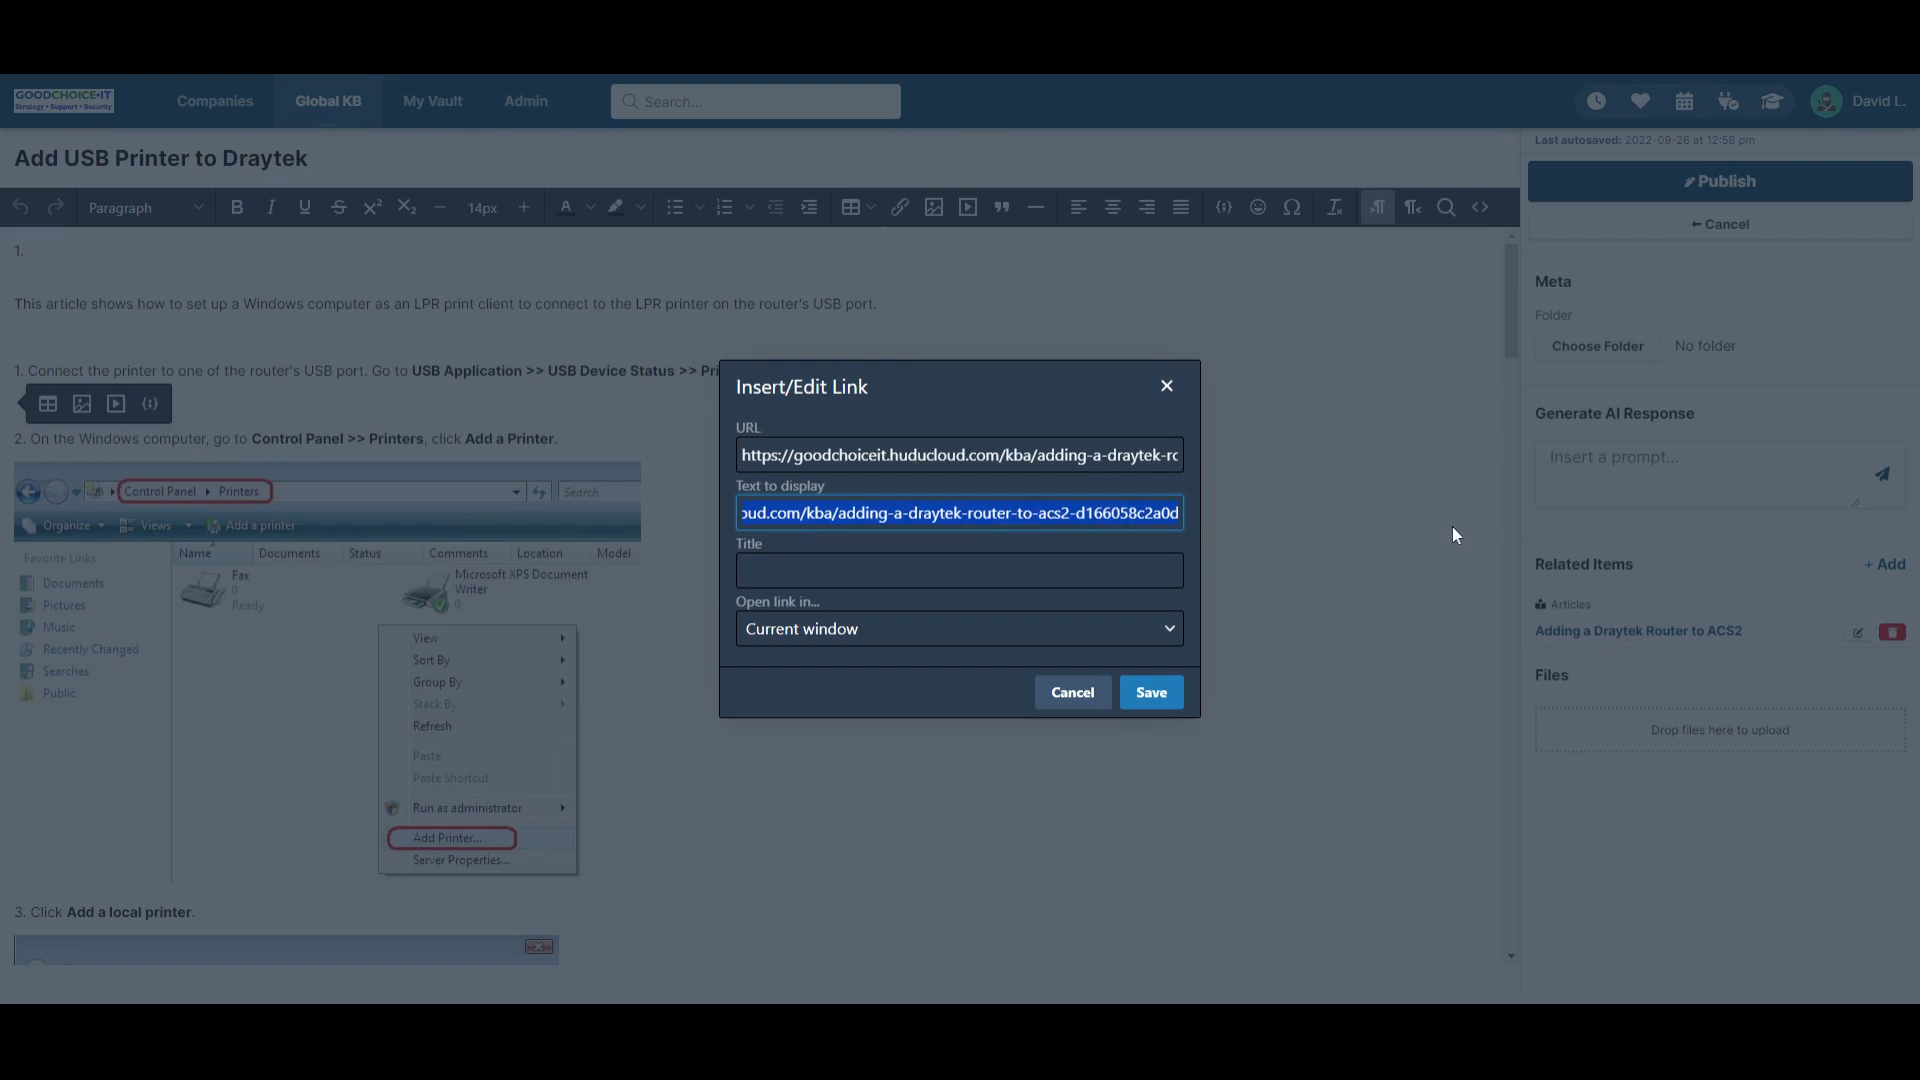 GOODCHOICE•IT
Strategy • Support • Security
Companies
Global KB
My Vault
Admin
Search...
David L.
Add USB Printer to Draytek
Last autosaved: 2022-09-26 at 12:58 pm
Publish
Cancel
Paragraph
14px
1.
This article shows how to set up a Windows computer as an LPR print client to connect to the LPR printer on the router's USB port.
1. Connect the printer to one of the router's USB port. Go to USB Application >> USB Device Status >> Pri
2. On the Windows computer, go to Control Panel >> Printers, click Add a Printer.
Control Panel
Printers
Search
Organize
Views
Add a printer
Favorite Links
Documents
Pictures
Music
Recently Changed
Searches
Public
Name
Documents
Status
Comments
Location
Model
Fax
0
Ready
Microsoft XPS Document
Writer
0
View
Sort By
Group By
Stack By
Refresh
Paste
Paste Shortcut
Run as administrator
Add Printer...
Server Properties...
3. Click Add a local printer.
Insert/Edit Link
URL
https://goodchoiceit.huducloud.com/kba/adding-a-draytek-rc
Text to display
oud.com/kba/adding-a-draytek-router-to-acs2-d166058c2a0d
Title
Open link in...
Current window
Cancel
Save
Meta
Folder
Choose Folder
No folder
Generate AI Response
Insert a prompt...
Related Items
+ Add
Articles
Adding a Draytek Router to ACS2
Files
Drop files here to upload